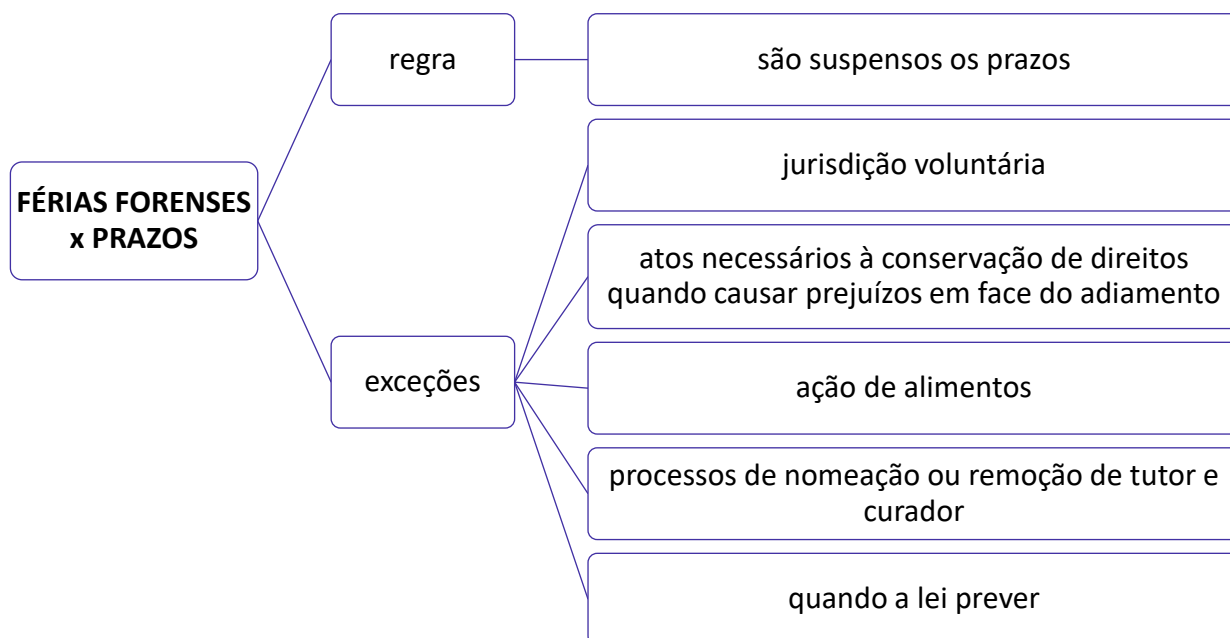 FÉRIAS FORENSES
x PRAZOS
regra
são suspensos os prazos
exceções
jurisdição voluntária
atos necessários à conservação de direitos
quando causar prejuízos em face do adiamento
ação de alimentos
processos de nomeação ou remoção de tutor e
curador
quando a lei prever